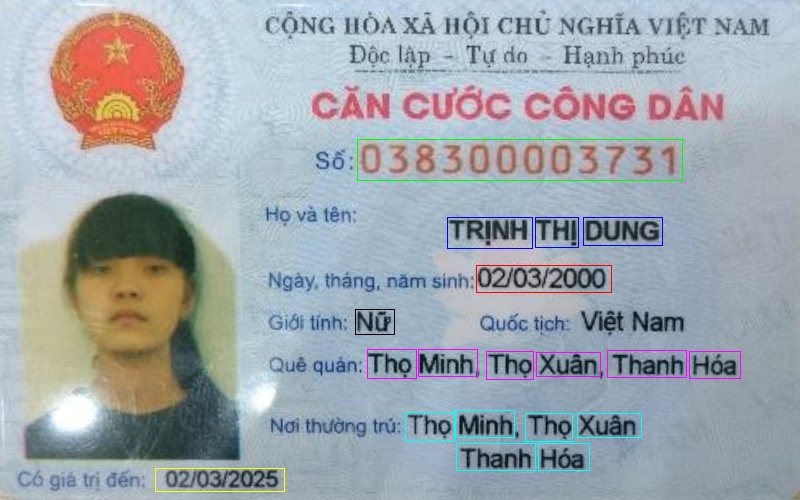 CỘNG HÒA XÃ HỘI CHỦ NGHĨA VIỆT NAM
Độc lập - Tự do - Hạnh phúc
CĂN CƯỚC CÔNG DÂN
Số: 038300003731
Họ và tên:
TRỊNH THỊ DUNG
Ngày, tháng, năm sinh: 02/03/2000
Giới tính: Nữ Quốc tịch: Việt Nam
Quê quán: Thọ Minh, Thọ Xuân, Thanh Hóa
Nơi thường trú: Thọ Minh, Thọ Xuân
Thanh Hóa
Có giá trị đến: 02/03/2025